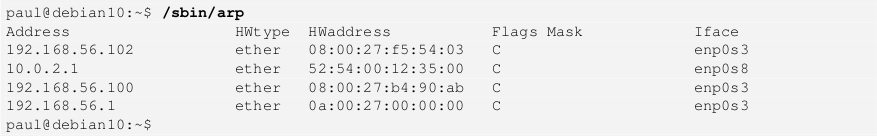 paul@debian10:~$ /sbin/arp
Address                  HWtype  HWaddress           Flags Mask            Iface
192.168.56.102           ether   08:00:27:f5:54:03   C                     enp0s3
10.0.2.1                 ether   52:54:00:12:35:00   C                     enp0s8
192.168.56.100           ether   08:00:27:b4:90:ab   C                     enp0s3
192.168.56.1             ether   0a:00:27:00:00:00   C                     enp0s3
paul@debian10:~$